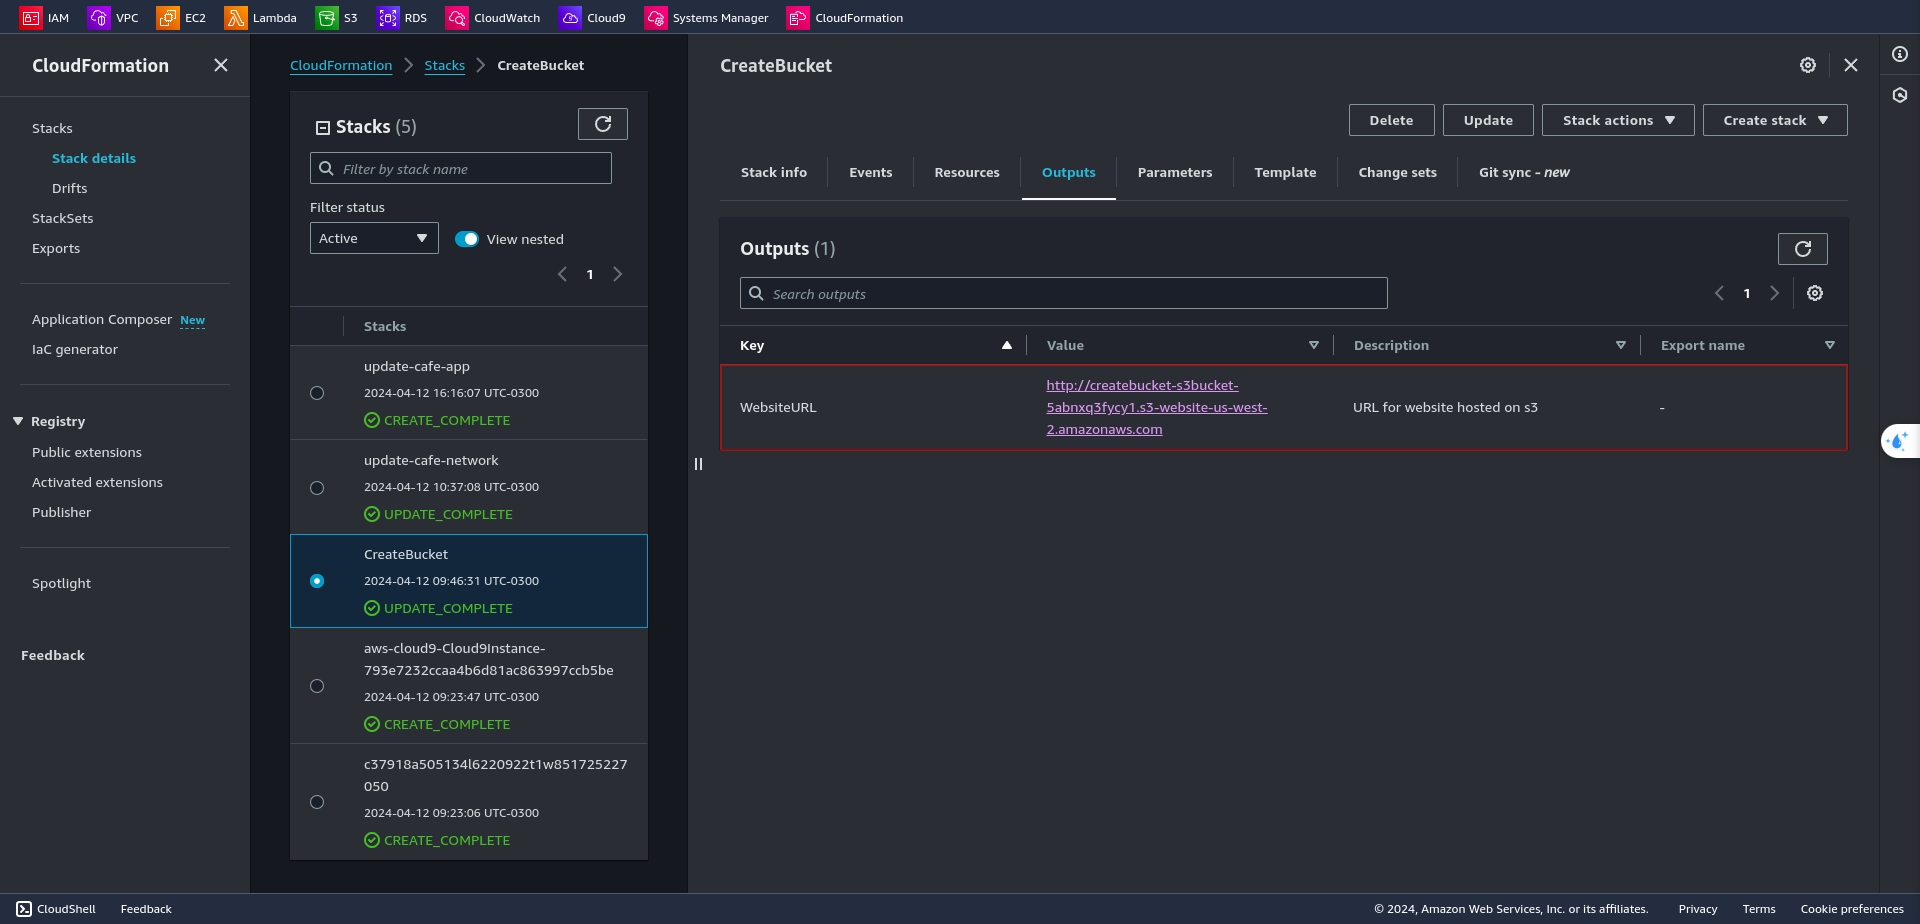 IAM VPC EC2 Lambda S3 RDS CloudWatch Cloud9 Systems Manager CloudFormation
CloudFormation
Stacks
Stack details
Drifts
StackSets
Exports
Application Composer New
IaC generator
Registry
Public extensions
Activated extensions
Publisher
Spotlight
Feedback
CloudFormation Stacks CreateBucket
Stacks (5)
Filter by stack name
Filter status
Active View nested
1
Stacks
update-cafe-app
2024-04-12 16:16:07 UTC-0300
CREATE_COMPLETE
update-cafe-network
2024-04-12 10:37:08 UTC-0300
UPDATE_COMPLETE
CreateBucket
2024-04-12 09:46:31 UTC-0300
UPDATE_COMPLETE
aws-cloud9-Cloud9Instance-
793e7232ccaa4b6d81ac863997ccb5be
2024-04-12 09:23:47 UTC-0300
CREATE_COMPLETE
c37918a505134l6220922t1w851725227
050
2024-04-12 09:23:06 UTC-0300
CREATE_COMPLETE
CreateBucket
Delete Update Stack actions Create stack
Stack info Events Resources Outputs Parameters Template Change sets Git sync - new
Outputs (1)
Search outputs
1
Key Value Description Export name
WebsiteURL
http://createbucket-s3bucket-
5abnxq3fycy1.s3-website-us-west-
2.amazonaws.com
URL for website hosted on s3
-
CloudShell Feedback © 2024, Amazon Web Services, Inc. or its affiliates. Privacy Terms Cookie preferences